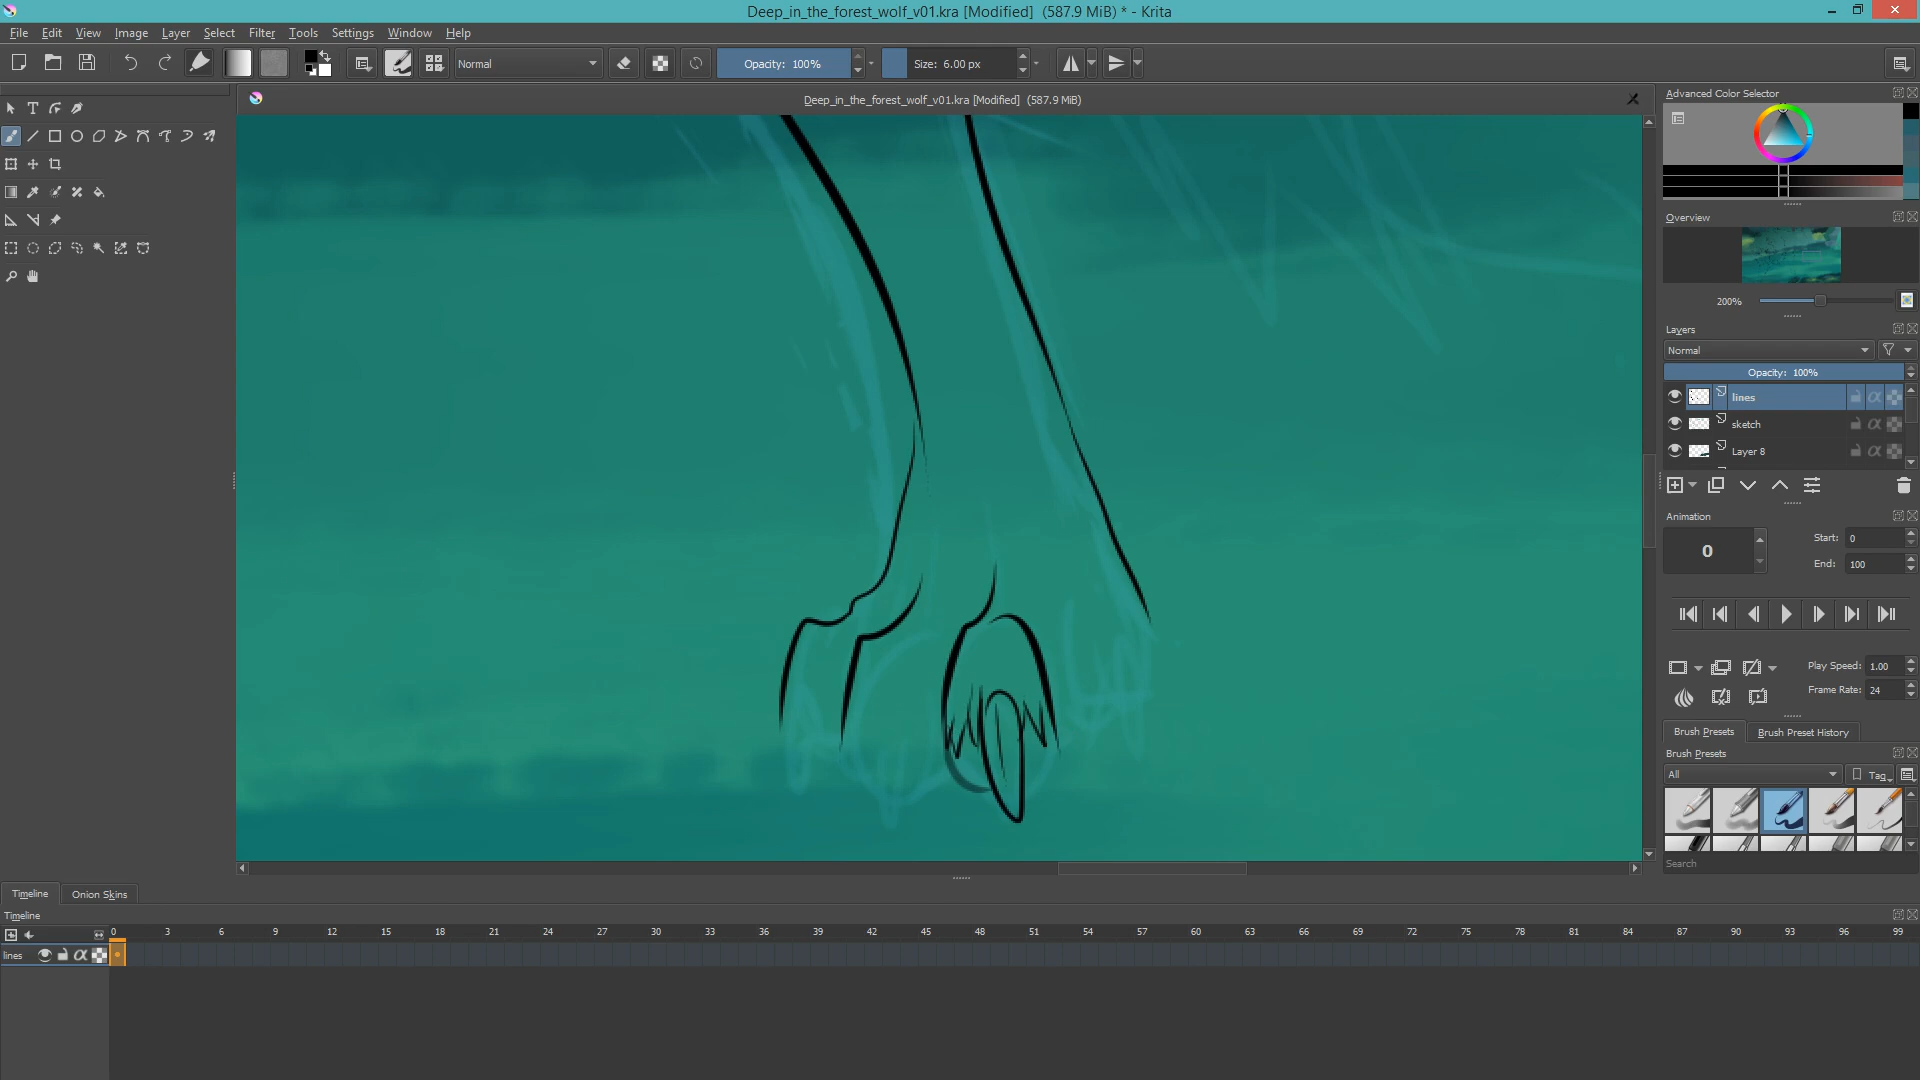 Deep_in_the_forest_wolf_v01.kra [Modified] (587.9 MiB) * - Krita
File Edit View Image Layer Select Filter Tools Settings Window Help
Normal Opacity: 100% Size: 6.00 px
Deep_in_the_forest_wolf_v01.kra [Modified] (587.9 MiB)
Advanced Color Selector
Overview
200%
Layers
Normal
Opacity: 100%
lines
sketch
Layer 8
Animation
0
Start: 0
End: 100
Play Speed: 1.00
Frame Rate: 24
Brush Presets Brush Preset History
Brush Presets
All Tag
Search
Timeline Onion Skins
Timeline
0 3 6 9 12 15 18 21 24 27 30 33 36 39 42 45 48 51 54 57 60 63 66 69 72 75 78 81 84 87 90 93 96 99
lines